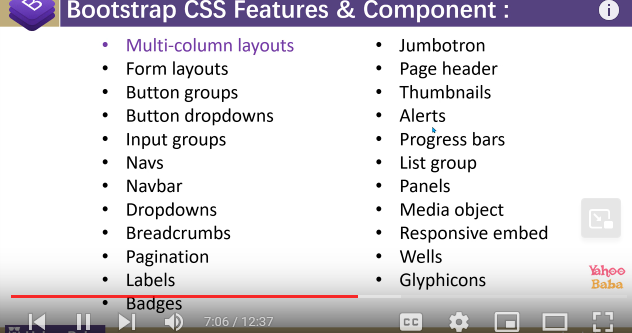 Bootstrap CSS Features & Component :
• Multi-column layouts
• Form layouts
• Button groups
• Button dropdowns
• Input groups
• Navs
• Navbar
• Dropdowns
• Breadcrumbs
• Pagination
• Labels
• Badges
• Jumbotron
• Page header
• Thumbnails
• Alerts
• Progress bars
• List group
• Panels
• Media object
• Responsive embed
• Wells
• Glyphicons
Yahoo
Baba
7:06 / 12:37
CC